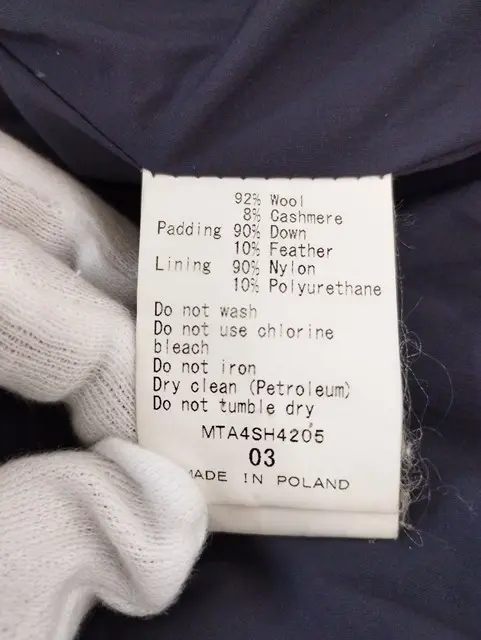 92% Wool
8% Cashmere
Padding 90% Down
10% Feather
Lining 90% Nylon
10% Polyurethane
Do not wash
Do not use chlorine
bleach
Do not iron
Dry clean (Petroleum)
Do not tumble dry
MTA4SH4205
03
MADE IN POLAND